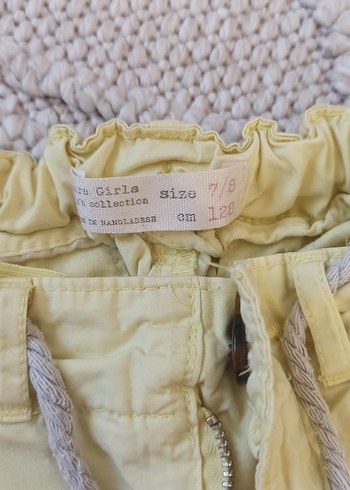 Girls size 7/8
collection
BANGLADESH cm 128